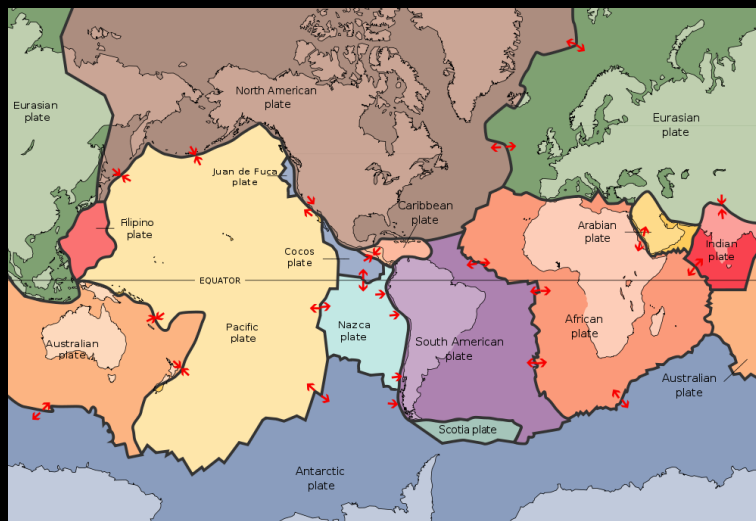 North American
plate
Eurasian
plate
Eurasian
plate
Juan de Fuca
plate
Caribbean
plate
Filipino
plate
Arabian
plate
Indian
plate
Cocos
plate
EQUATOR
African
plate
Pacific
plate
Nazca
plate
South American
plate
Australian
plate
Australian
plate
Scotia plate
Antarctic
plate